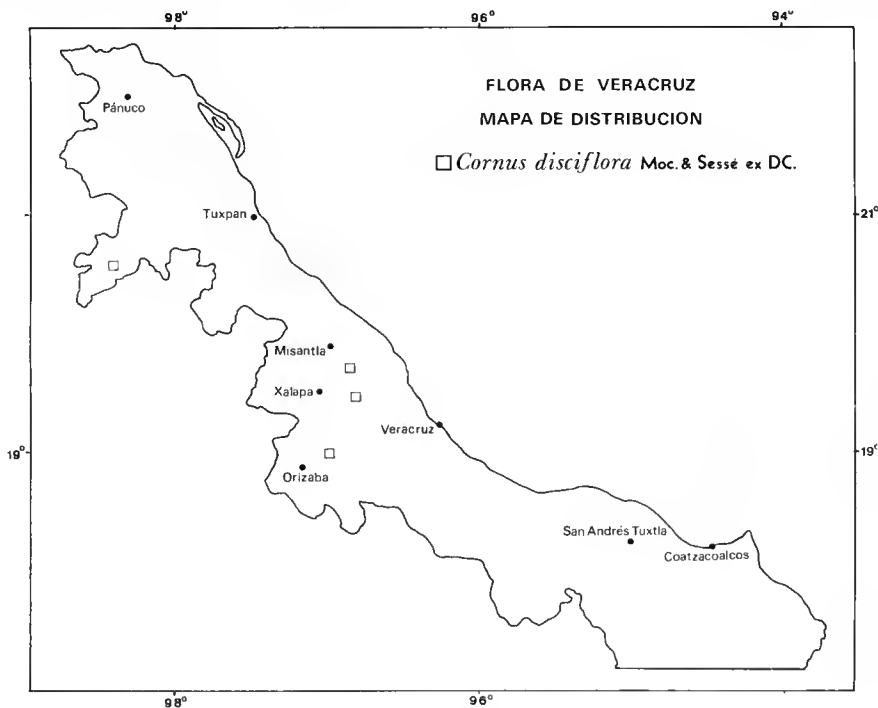 98° 96° 94°
FLORA DE VERACRUZ
MAPA DE DISTRIBUCION
□ Cornus disciflora Moc. & Sessé ex DC.
Pánuco
Tuxpan
21°
Misantla
Xalapa
Veracruz
19° 19°
Orizaba
San Andrés Tuxtla
Coatzacoalcos
98° 96°